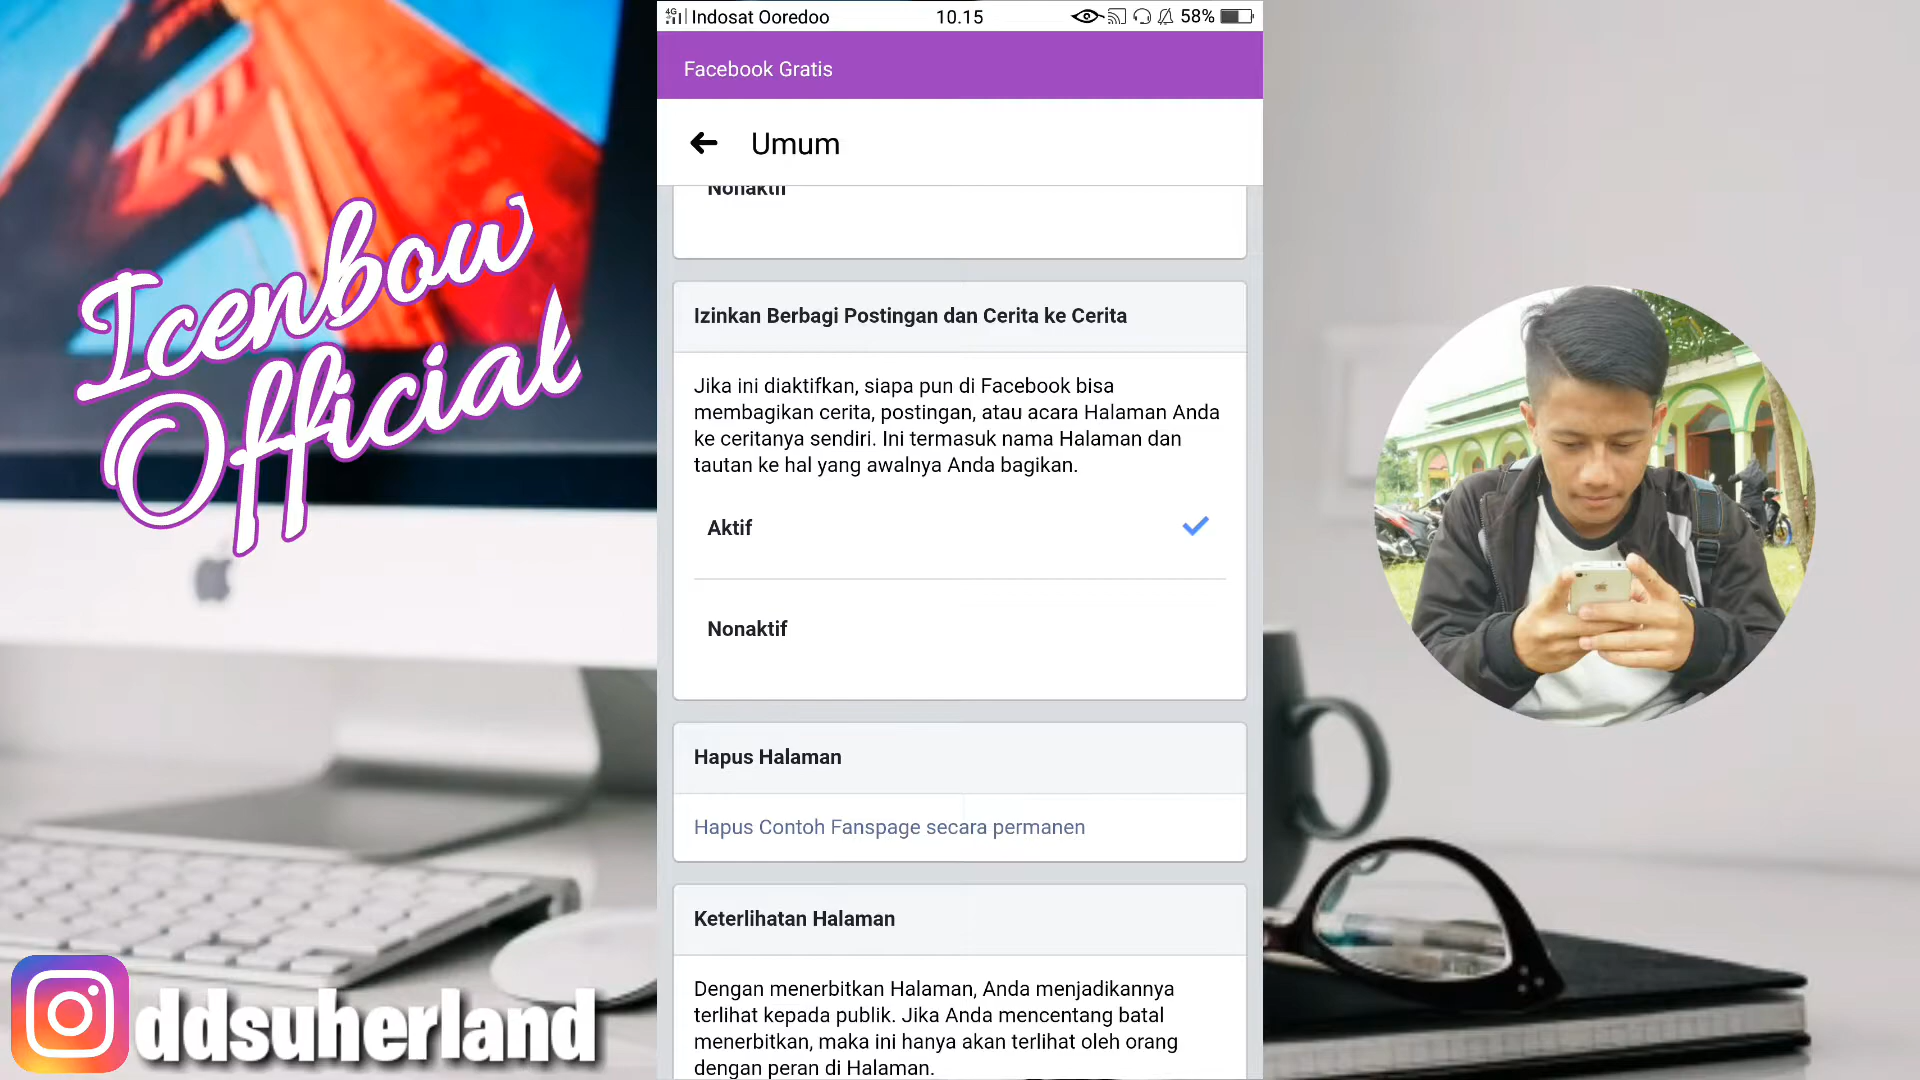 4G Indosat Ooredoo 10.15 58%
Facebook Gratis
Umum
Nonaktif
Izinkan Berbagi Postingan dan Cerita ke Cerita
Jika ini diaktifkan, siapa pun di Facebook bisa
membagikan cerita, postingan, atau acara Halaman Anda
ke ceritanya sendiri. Ini termasuk nama Halaman dan
tautan ke hal yang awalnya Anda bagikan.
Aktif
Nonaktif
Hapus Halaman
Hapus Contoh Fanspage secara permanen
Keterlihatan Halaman
Dengan menerbitkan Halaman, Anda menjadikannya
terlihat kepada publik. Jika Anda mencentang batal
menerbitkan, maka ini hanya akan terlihat oleh orang
dengan peran di Halaman.
Icenbow
Official
ddsuherland